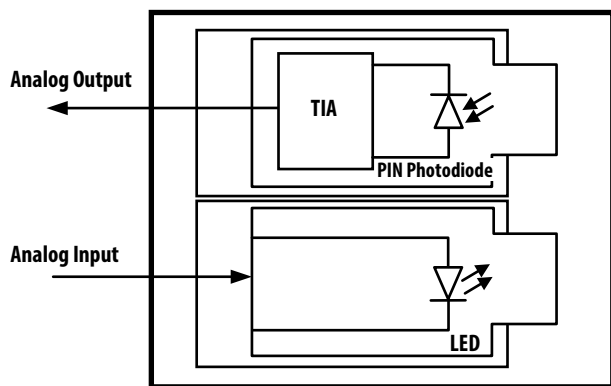 Analog Output
TIA
PIN Photodiode
Analog Input
LED